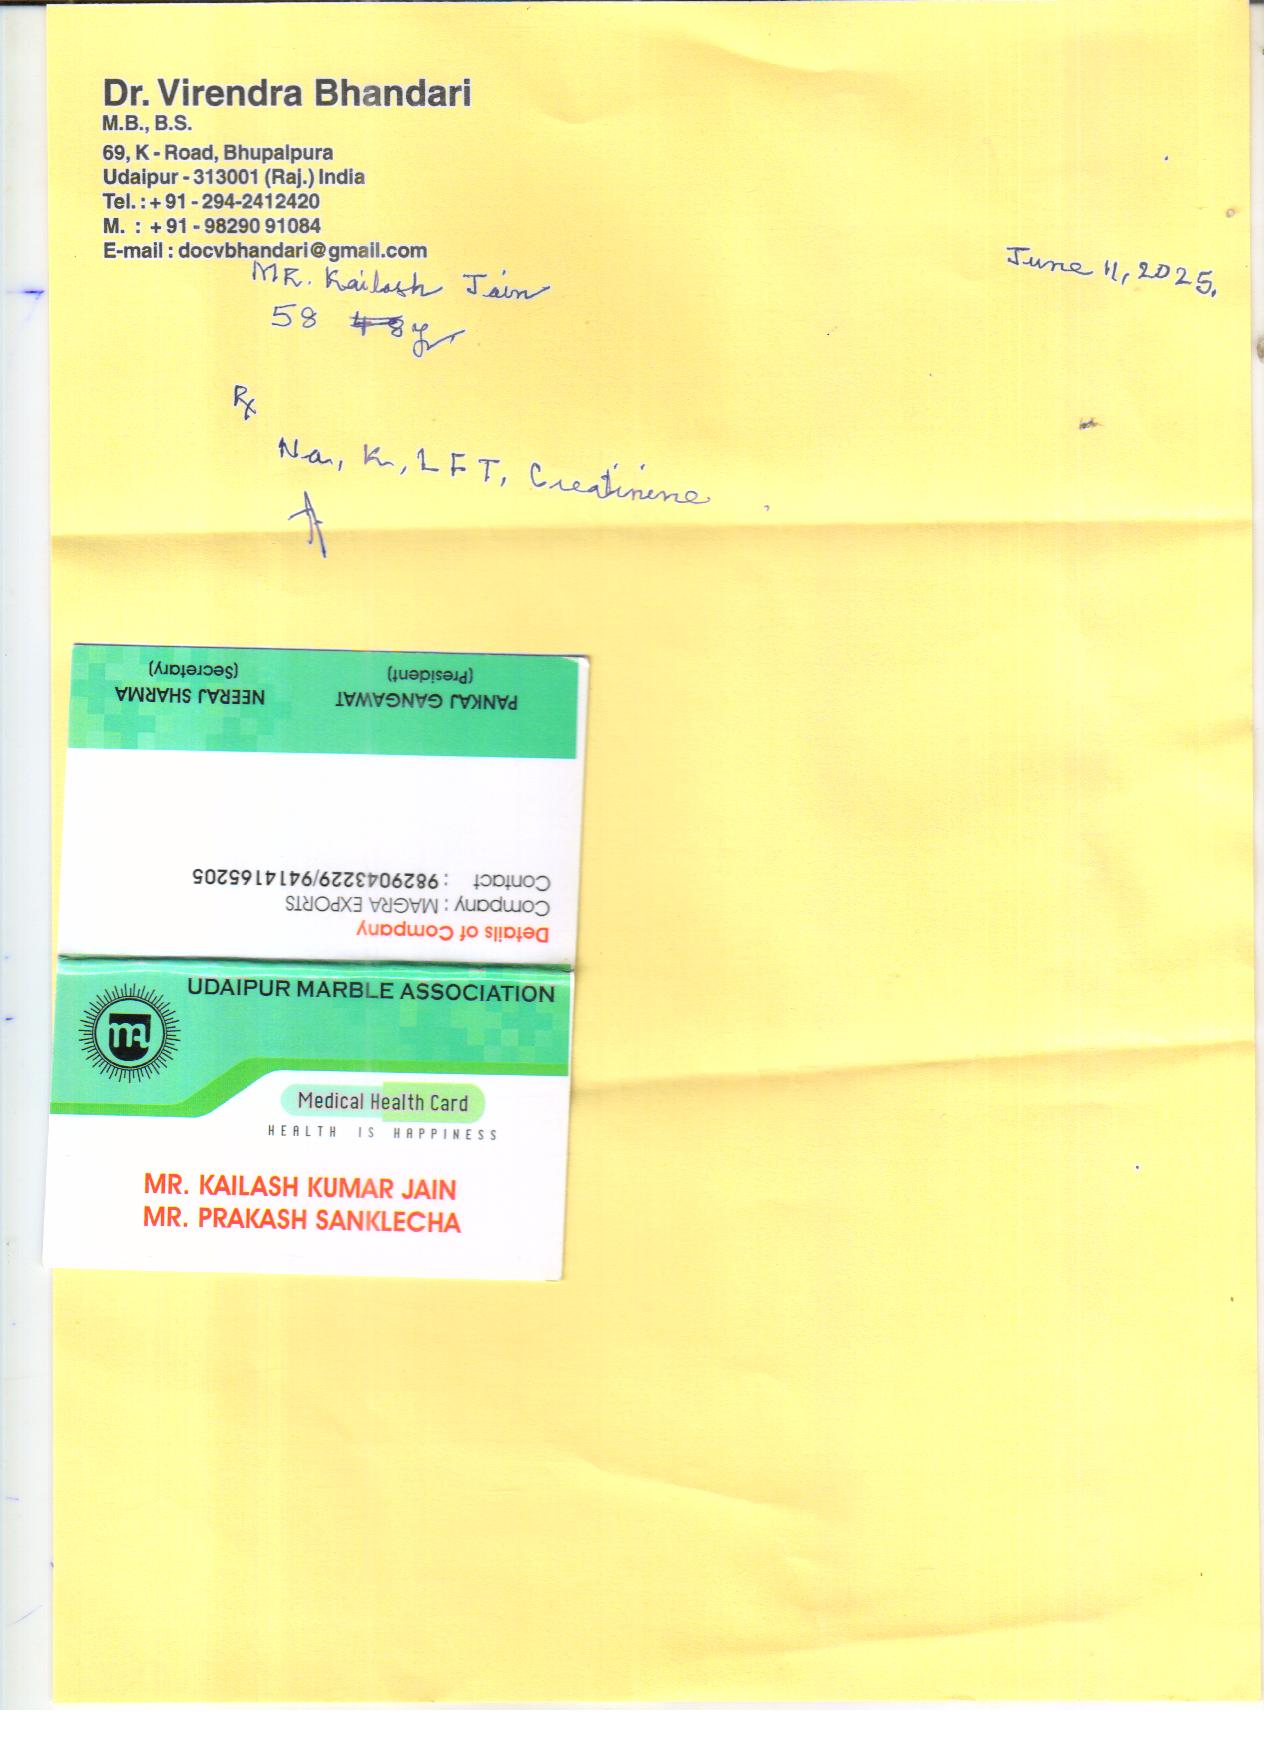 Dr. Virendra Bhandari
M.B., B.S.
69, K - Road, Bhupalpura
Udaipur - 313001 (Raj.) India
Tel. : + 91 - 294-2412420
M. : + 91 - 98290 91084
E-mail : docvbhandari@gmail.com
June 11, 2025.
MR. Kailash Jain
58 48 yr
Rx
Na, K, LFT, Creatinine
Details of Company
Company : MAGRA EXPORTS
Contact : 9829043229/9414165205
PANKAJ GANGAWAT
(President)
NEERAJ SHARMA
(Secretary)
UDAIPUR MARBLE ASSOCIATION
Medical Health Card
HEALTH IS HAPPINESS
MR. KAILASH KUMAR JAIN
MR. PRAKASH SANKLECHA